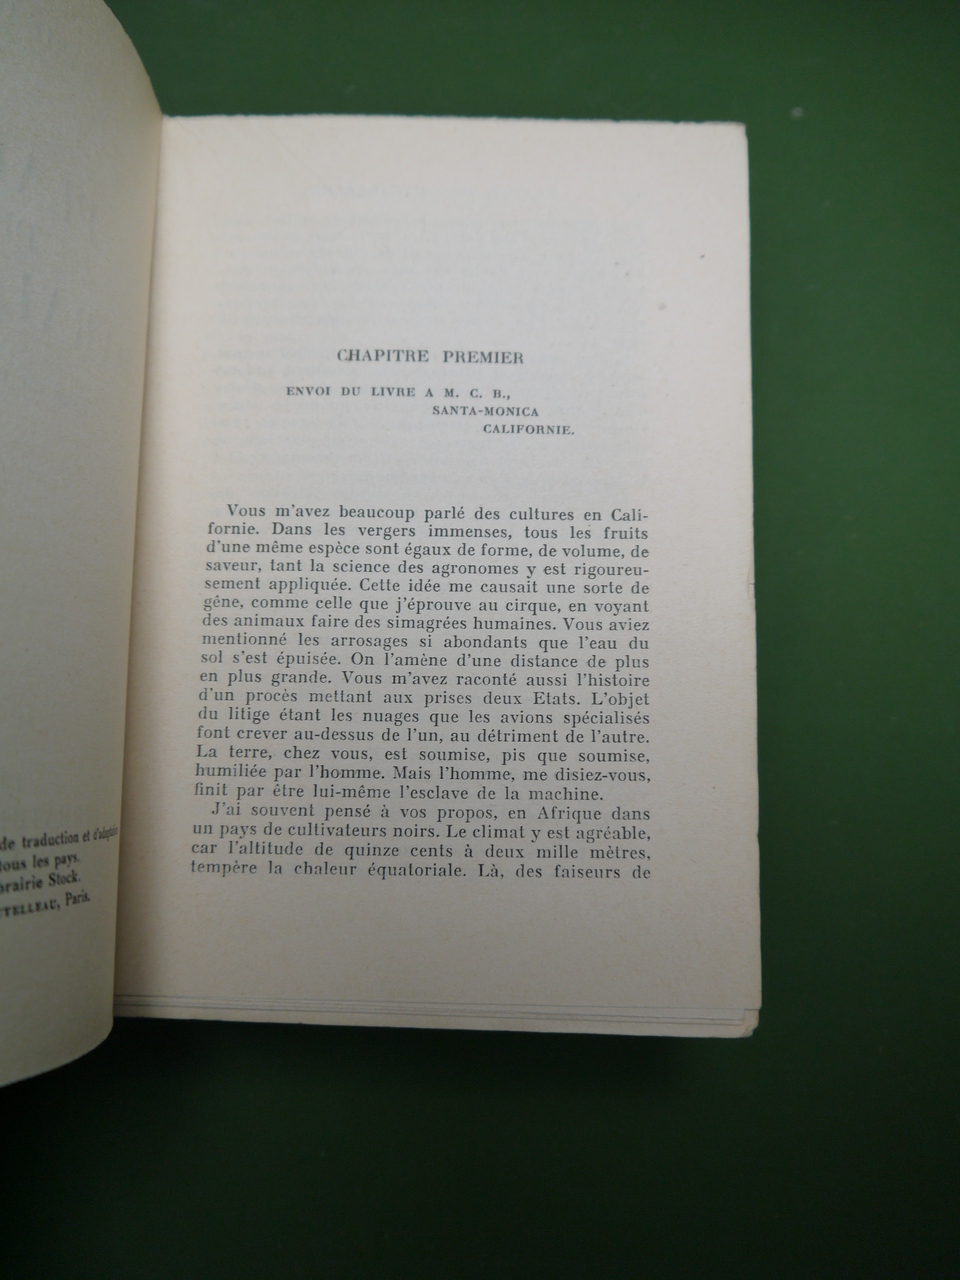 de traduction et d'adaptation
tous les pays.
Librairie Stock.
TELLEAU, Paris.
CHAPITRE PREMIER
ENVOI DU LIVRE A M. C. B.,
SANTA-MONICA
CALIFORNIE.
Vous m'avez beaucoup parlé des cultures en Cali-
fornie. Dans les vergers immenses, tous les fruits
d'une même espèce sont égaux de forme, de volume, de
saveur, tant la science des agronomes y est rigoureu-
sement appliquée. Cette idée me causait une sorte de
gêne, comme celle que j'éprouve au cirque, en voyant
des animaux faire des simagrées humaines. Vous aviez
mentionné les arrosages si abondants que l'eau du
sol s'est épuisée. On l'amène d'une distance de plus
en plus grande. Vous m'avez raconté aussi l'histoire
d'un procès mettant aux prises deux Etats. L'objet
du litige étant les nuages que les avions spécialisés
font crever au-dessus de l'un, au détriment de l'autre.
La terre, chez vous, est soumise, pis que soumise,
humiliée par l'homme. Mais l'homme, me disiez-vous,
finit par être lui-même l'esclave de la machine.
J'ai souvent pensé à vos propos, en Afrique dans
un pays de cultivateurs noirs. Le climat y est agréable,
car l'altitude de quinze cents à deux mille mètres,
tempère la chaleur équatoriale. Là, des faiseurs de